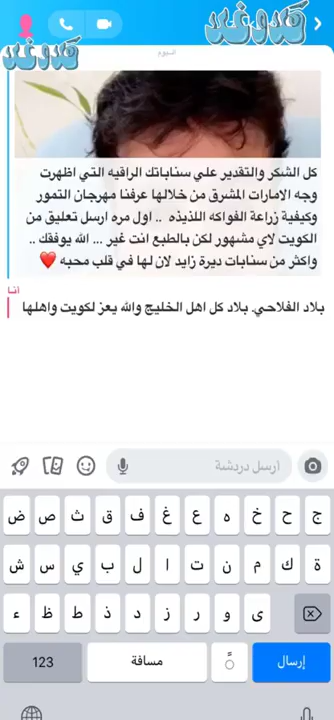 كلاوغلا
كلاوغلا
اليوم
كل الشكر والتقدير علي سناباتك الراقيه التي اظهرت
وجه الامارات المشرق من خلالها عرفنا مهرجان التمور
وكيفية زراعة الفواكه اللذيذه .. اول مره ارسل تعليق من
الكويت لاي مشهور لكن بالطبع انت غير ... الله يوفقك ..
واكثر من سنابات ديرة زايد لان لها في قلب محبه ❤️
أنا
بلاد الفلاحي. بلاد كل اهل الخليج والله يعز لكويت واهلها
ارسل دردشة
ض ص ث ق ف غ ع ه خ ح ج
ش س ي ب ل ا ت ن م ك ة
ء ظ ط ذ د ز ر و ى
123 مسافة إرسال